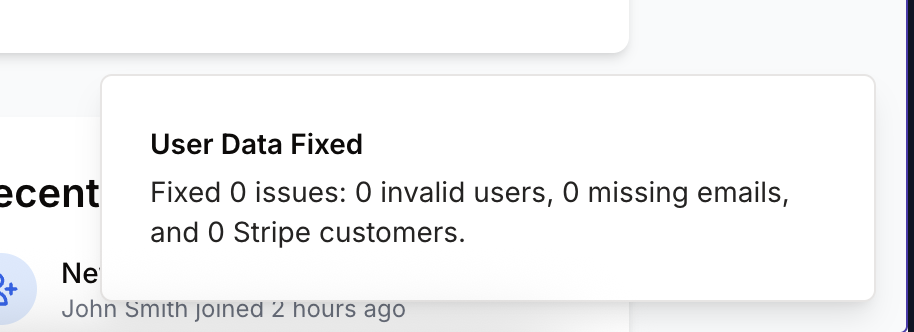 User Data Fixed
Fixed 0 issues: 0 invalid users, 0 missing emails,
and 0 Stripe customers.
ecent
Ne
John Smith joined 2 hours ago